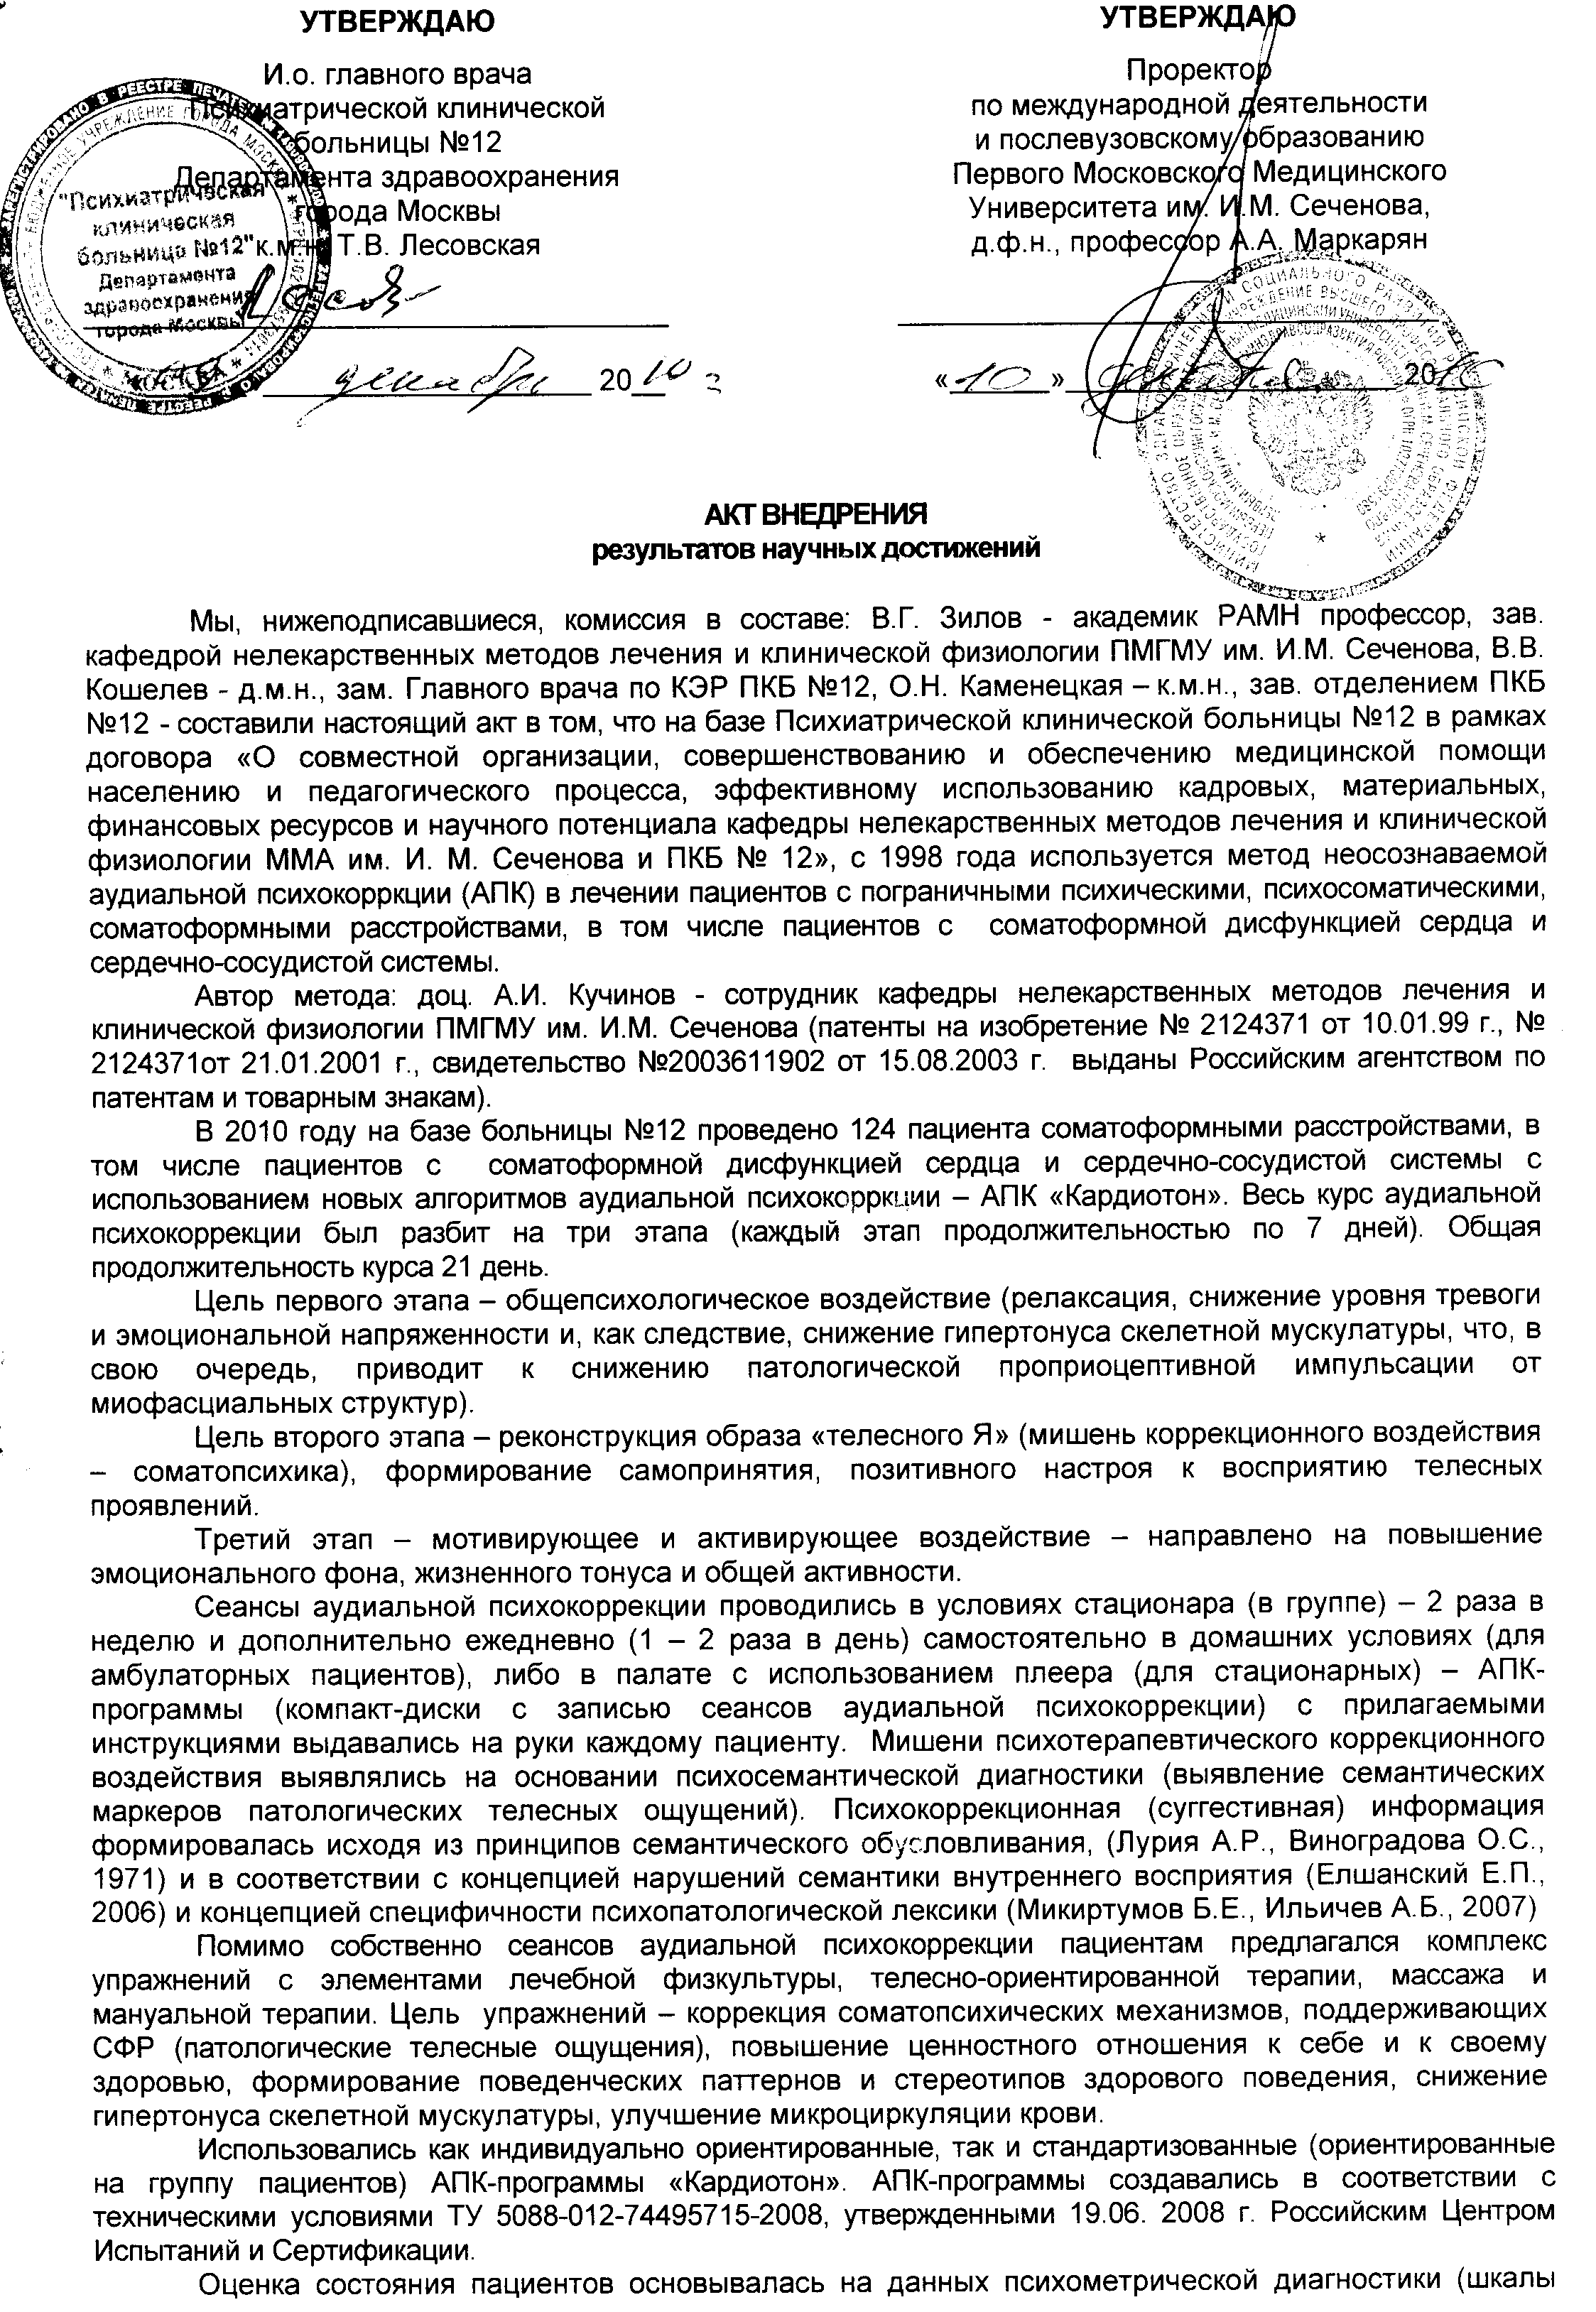 УТВЕРЖДАЮ
И.о. главного врача
Психиатрической клинической
больницы №12
Департамента здравоохранения
города Москвы
к.м.н. Т.В. Лесовская
декабря 2010 г
"Психиатрическая
клиническая
больница №12"
Департамента
здравоохранения
города Москвы
МОСКВА
УТВЕРЖДАЮ
Проректор
по международной деятельности
и послевузовскому образованию
Первого Московского Медицинского
Университета им. И.М. Сеченова,
д.ф.н., профессор А.А. Маркарян
«10» 2010
АКТ ВНЕДРЕНИЯ
результатов научных достижений
Мы, нижеподписавшиеся, комиссия в составе: В.Г. Зилов - академик РАМН профессор, зав.
кафедрой нелекарственных методов лечения и клинической физиологии ПМГМУ им. И.М. Сеченова, В.В.
Кошелев - д.м.н., зам. Главного врача по КЭР ПКБ №12, О.Н. Каменецкая – к.м.н., зав. отделением ПКБ
№12 - составили настоящий акт в том, что на базе Психиатрической клинической больницы №12 в рамках
договора «О совместной организации, совершенствованию и обеспечению медицинской помощи
населению и педагогического процесса, эффективному использованию кадровых, материальных,
финансовых ресурсов и научного потенциала кафедры нелекарственных методов лечения и клинической
физиологии ММА им. И. М. Сеченова и ПКБ № 12», с 1998 года используется метод неосознаваемой
аудиальной психокорркции (АПК) в лечении пациентов с пограничными психическими, психосоматическими,
соматоформными расстройствами, в том числе пациентов с соматоформной дисфункцией сердца и
сердечно-сосудистой системы.
Автор метода: доц. А.И. Кучинов - сотрудник кафедры нелекарственных методов лечения и
клинической физиологии ПМГМУ им. И.М. Сеченова (патенты на изобретение № 2124371 от 10.01.99 г., №
2124371от 21.01.2001 г., свидетельство №2003611902 от 15.08.2003 г. выданы Российским агентством по
патентам и товарным знакам).
В 2010 году на базе больницы №12 проведено 124 пациента соматоформными расстройствами, в
том числе пациентов с соматоформной дисфункцией сердца и сердечно-сосудистой системы с
использованием новых алгоритмов аудиальной психокорркции – АПК «Кардиотон». Весь курс аудиальной
психокоррекции был разбит на три этапа (каждый этап продолжительностью по 7 дней). Общая
продолжительность курса 21 день.
Цель первого этапа – общепсихологическое воздействие (релаксация, снижение уровня тревоги
и эмоциональной напряженности и, как следствие, снижение гипертонуса скелетной мускулатуры, что, в
свою очередь, приводит к снижению патологической проприоцептивной импульсации от
миофасциальных структур).
Цель второго этапа – реконструкция образа «телесного Я» (мишень коррекционного воздействия
– соматопсихика), формирование самопринятия, позитивного настроя к восприятию телесных
проявлений.
Третий этап – мотивирующее и активирующее воздействие – направлено на повышение
эмоционального фона, жизненного тонуса и общей активности.
Сеансы аудиальной психокоррекции проводились в условиях стационара (в группе) – 2 раза в
неделю и дополнительно ежедневно (1 – 2 раза в день) самостоятельно в домашних условиях (для
амбулаторных пациентов), либо в палате с использованием плеера (для стационарных) – АПК-
программы (компакт-диски с записью сеансов аудиальной психокоррекции) с прилагаемыми
инструкциями выдавались на руки каждому пациенту. Мишени психотерапевтического коррекционного
воздействия выявлялись на основании психосемантической диагностики (выявление семантических
маркеров патологических телесных ощущений). Психокоррекционная (суггестивная) информация
формировалась исходя из принципов семантического обусловливания, (Лурия А.Р., Виноградова О.С.,
1971) и в соответствии с концепцией нарушений семантики внутреннего восприятия (Елшанский Е.П.,
2006) и концепцией специфичности психопатологической лексики (Микиртумов Б.Е., Ильичев А.Б., 2007)
Помимо собственно сеансов аудиальной психокоррекции пациентам предлагался комплекс
упражнений с элементами лечебной физкультуры, телесно-ориентированной терапии, массажа и
мануальной терапии. Цель упражнений – коррекция соматопсихических механизмов, поддерживающих
СФР (патологические телесные ощущения), повышение ценностного отношения к себе и к своему
здоровью, формирование поведенческих паттернов и стереотипов здорового поведения, снижение
гипертонуса скелетной мускулатуры, улучшение микроциркуляции крови.
Использовались как индивидуально ориентированные, так и стандартизованные (ориентированные
на группу пациентов) АПК-программы «Кардиотон». АПК-программы создавались в соответствии с
техническими условиями ТУ 5088-012-74495715-2008, утвержденными 19.06. 2008 г. Российским Центром
Испытаний и Сертификации.
Оценка состояния пациентов основывалась на данных психометрической диагностики (шкалы